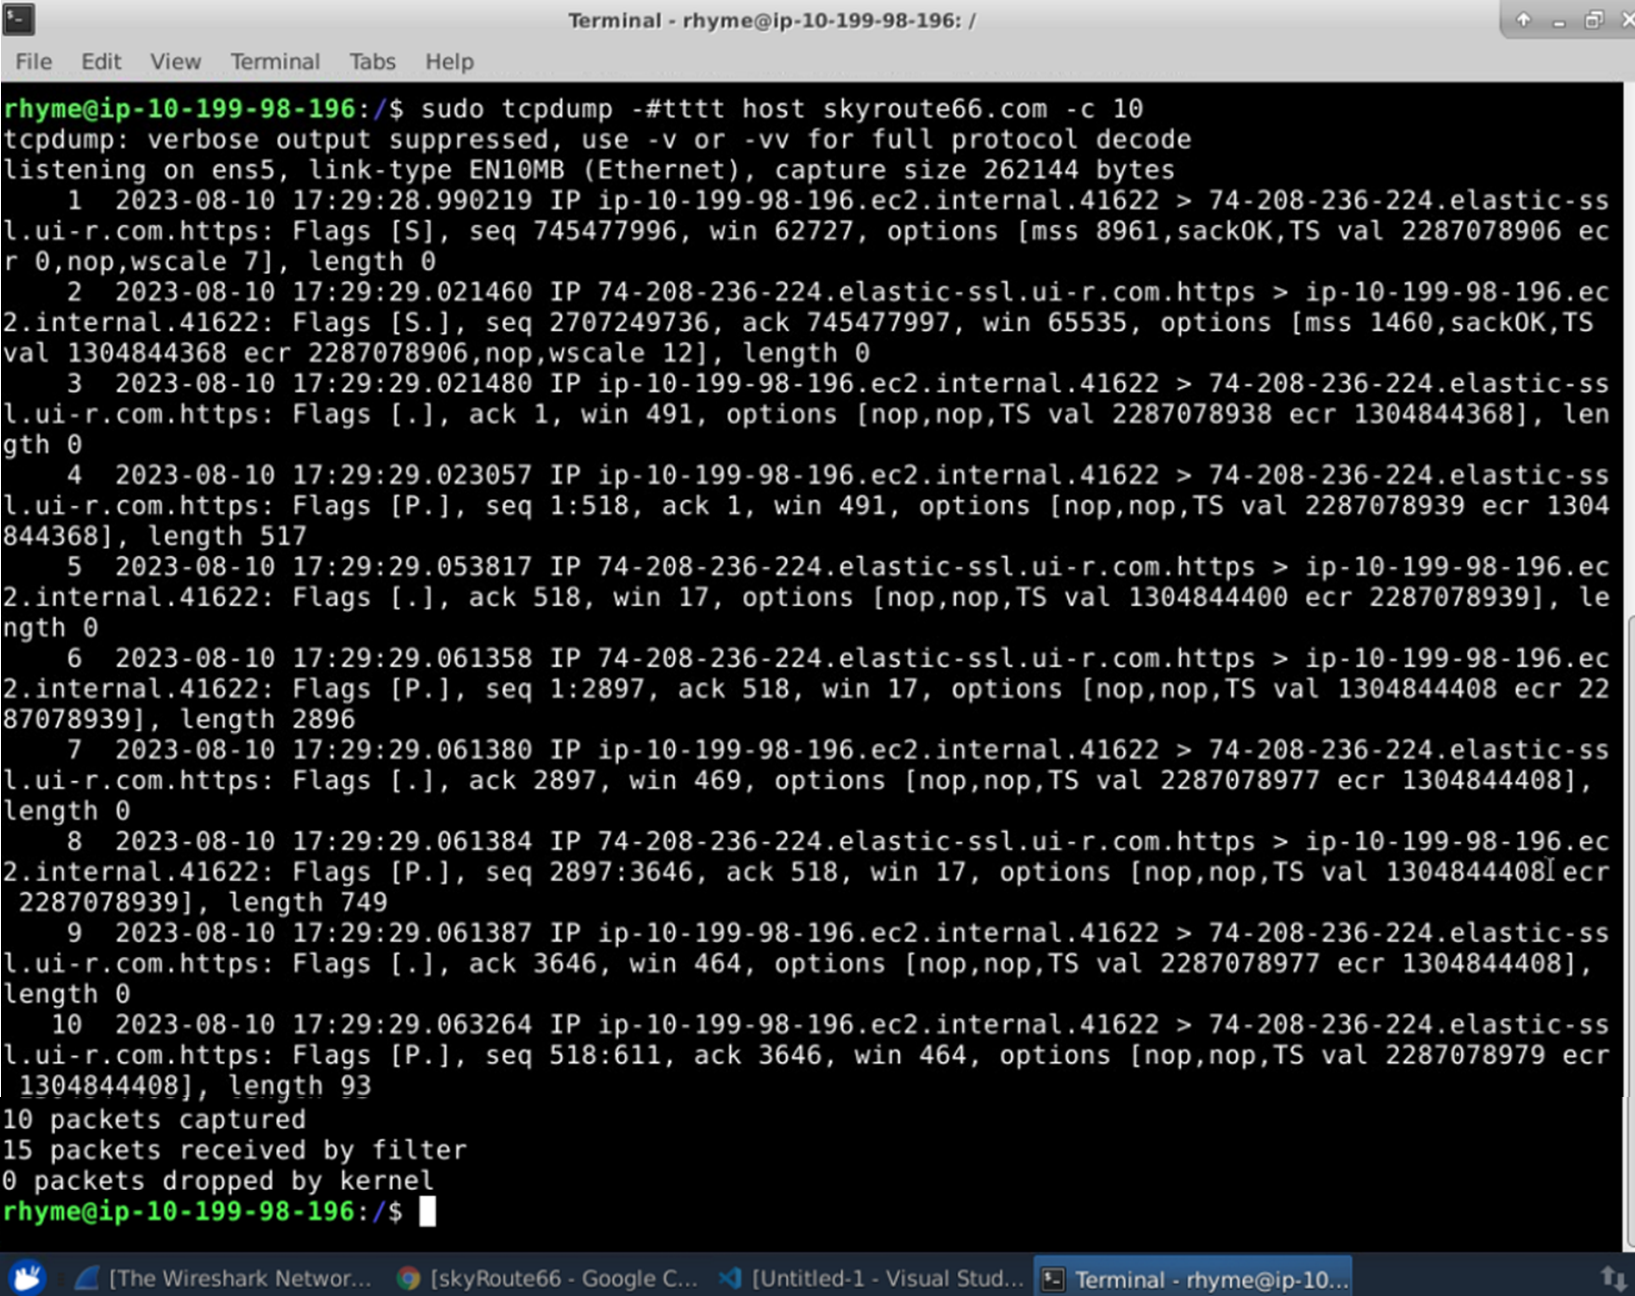 Terminal - rhyme@ip-10-199-98-196: /
File Edit View Terminal Tabs Help
rhyme@ip-10-199-98-196:/$ sudo tcpdump -#tttt host skyroute66.com -c 10
tcpdump: verbose output suppressed, use -v or -vv for full protocol decode
listening on ens5, link-type EN10MB (Ethernet), capture size 262144 bytes
    1  2023-08-10 17:29:28.990219 IP ip-10-199-98-196.ec2.internal.41622 > 74-208-236-224.elastic-ss
l.ui-r.com.https: Flags [S], seq 745477996, win 62727, options [mss 8961,sackOK,TS val 2287078906 ec
r 0,nop,wscale 7], length 0
    2  2023-08-10 17:29:29.021460 IP 74-208-236-224.elastic-ssl.ui-r.com.https > ip-10-199-98-196.ec
2.internal.41622: Flags [S.], seq 2707249736, ack 745477997, win 65535, options [mss 1460,sackOK,TS
val 1304844368 ecr 2287078906,nop,wscale 12], length 0
    3  2023-08-10 17:29:29.021480 IP ip-10-199-98-196.ec2.internal.41622 > 74-208-236-224.elastic-ss
l.ui-r.com.https: Flags [.], ack 1, win 491, options [nop,nop,TS val 2287078938 ecr 1304844368], len
gth 0
    4  2023-08-10 17:29:29.023057 IP ip-10-199-98-196.ec2.internal.41622 > 74-208-236-224.elastic-ss
l.ui-r.com.https: Flags [P.], seq 1:518, ack 1, win 491, options [nop,nop,TS val 2287078939 ecr 1304
844368], length 517
    5  2023-08-10 17:29:29.053817 IP 74-208-236-224.elastic-ssl.ui-r.com.https > ip-10-199-98-196.ec
2.internal.41622: Flags [.], ack 518, win 17, options [nop,nop,TS val 1304844400 ecr 2287078939], le
ngth 0
    6  2023-08-10 17:29:29.061358 IP 74-208-236-224.elastic-ssl.ui-r.com.https > ip-10-199-98-196.ec
2.internal.41622: Flags [P.], seq 1:2897, ack 518, win 17, options [nop,nop,TS val 1304844408 ecr 22
87078939], length 2896
    7  2023-08-10 17:29:29.061380 IP ip-10-199-98-196.ec2.internal.41622 > 74-208-236-224.elastic-ss
l.ui-r.com.https: Flags [.], ack 2897, win 469, options [nop,nop,TS val 2287078977 ecr 1304844408],
length 0
    8  2023-08-10 17:29:29.061384 IP 74-208-236-224.elastic-ssl.ui-r.com.https > ip-10-199-98-196.ec
2.internal.41622: Flags [P.], seq 2897:3646, ack 518, win 17, options [nop,nop,TS val 1304844408 ecr
 2287078939], length 749
    9  2023-08-10 17:29:29.061387 IP ip-10-199-98-196.ec2.internal.41622 > 74-208-236-224.elastic-ss
l.ui-r.com.https: Flags [.], ack 3646, win 464, options [nop,nop,TS val 2287078977 ecr 1304844408],
length 0
   10  2023-08-10 17:29:29.063264 IP ip-10-199-98-196.ec2.internal.41622 > 74-208-236-224.elastic-ss
l.ui-r.com.https: Flags [P.], seq 518:611, ack 3646, win 464, options [nop,nop,TS val 2287078979 ecr
 1304844408], length 93
10 packets captured
15 packets received by filter
0 packets dropped by kernel
rhyme@ip-10-199-98-196:/$
[The Wireshark Networ... [skyRoute66 - Google C... [Untitled-1 - Visual Stud... Terminal - rhyme@ip-10...